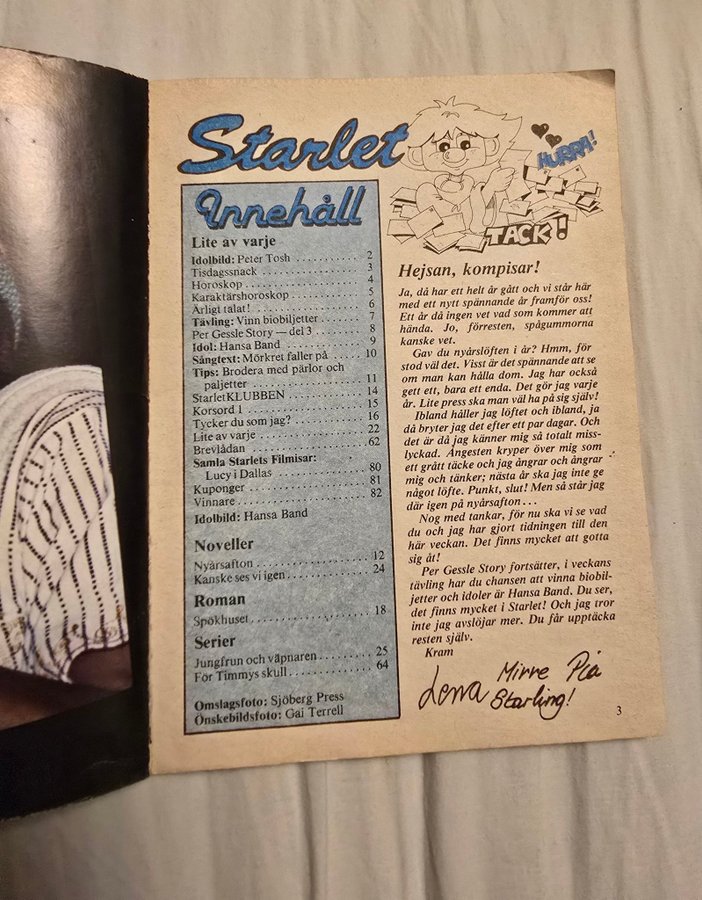 Starlet
HURRA!
TACK!
Innehåll
Lite av varje
Idolbild: Peter Tosh 2
Tisdagssnack 3
Horoskop 4
Karaktärshoroskop 5
Ärligt talat! 6
Tävling: Vinn biobiljetter 7
Per Gessle Story — del 3 8
Idol: Hansa Band 9
Sångtext: Mörkret faller på 10
Tips: Brodera med pärlor och
paljetter 11
StarletKLUBBEN 14
Korsord 1 15
Tycker du som jag? 16
Lite av varje 22
Brevlådan 62
Samla Starlets Filmisar:
Lucy i Dallas 80
Kuponger 81
Vinnare 82
Idolbild: Hansa Band
Noveller
Nyårsafton 12
Kanske ses vi igen 24
Roman
Spökhuset 18
Serier
Jungfrun och väpnaren 25
För Timmys skull 64
Omslagsfoto: Sjöberg Press
Önskebildsfoto: Gai Terrell
Hejsan, kompisar!
Ja, då har ett helt år gått och vi står här
med ett nytt spännande år framför oss!
Ett år då ingen vet vad som kommer att
hända. Jo, förresten, spågummorna
kanske vet.
Gav du nyårslöften i år? Hmm, för
stod väl det. Visst är det spännande att se
om man kan hålla dom. Jag har också
gett ett, bara ett enda. Det gör jag varje
år. Lite press ska man väl ha på sig själv!
Ibland håller jag löftet och ibland, ja
då bryter jag det efter ett par dagar. Och
det är då jag känner mig så totalt miss-
lyckad. Ångesten kryper över mig som
ett grått täcke och jag ångrar och ångrar
mig och tänker; nästa år ska jag inte ge
något löfte. Punkt, slut! Men så står jag
där igen på nyårsafton...
Nog med tankar, för nu ska vi se vad
du och jag har gjort tidningen till den
här veckan. Det finns mycket att gotta
sig åt!
Per Gessle Story fortsätter, i veckans
tävling har du chansen att vinna biobil-
jetter och idoler är Hansa Band. Du ser,
det finns mycket i Starlet! Och jag tror
inte jag avslöjar mer. Du får upptäcka
resten själv.
Kram
Lena Mirre Pia
Starling!
3